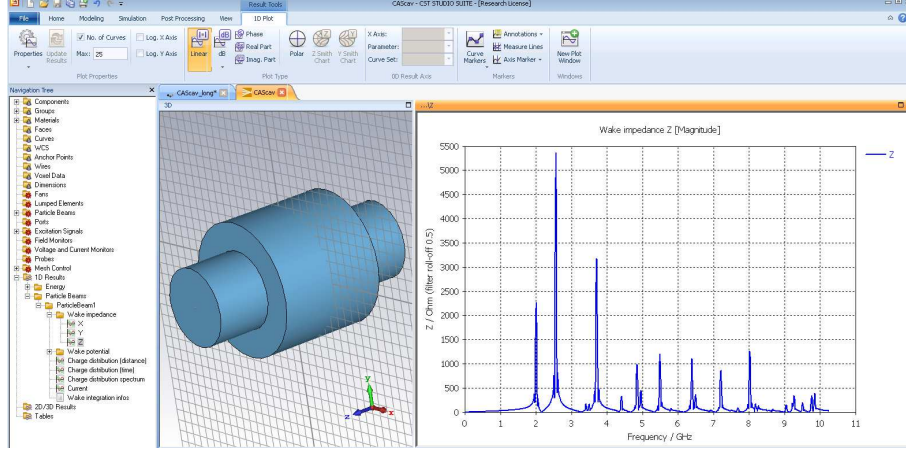 Result Tools
CAScav - CST STUDIO SUITE - [Research License]
File Home Modeling Simulation Post Processing View 1D Plot
Properties
Update Results
No. of Curves
Max: 25
Log. X Axis
Log. Y Axis
Plot Properties
Linear
dB
Phase
Real Part
Imag. Part
Polar
Z Smith Chart
Y Smith Chart
Plot Type
X Axis:
Parameter:
Curve Set:
0D Result Axis
Curve Markers
Annotations
Measure Lines
Axis Marker
Markers
New Plot Window
Windows
Navigation Tree
CAScav_long*
CAScav
Components
Groups
Materials
Faces
Curves
WCS
Anchor Points
Wires
Voxel Data
Dimensions
Fans
Lumped Elements
Particle Beams
Ports
Excitation Signals
Field Monitors
Voltage and Current Monitors
Probes
Mesh Control
1D Results
Energy
Particle Beams
ParticleBeam1
Wake impedance
X
Y
Z
Wake potential
Charge distribution (distance)
Charge distribution (time)
Charge distribution spectrum
Current
Wake integration infos
2D/3D Results
Tables
3D
y
z
x
...\Z
Wake impedance Z [Magnitude]
Z
Z / Ohm (filter roll-off 0.5)
5500
5000
4500
4000
3500
3000
2500
2000
1500
1000
500
0
0 1 2 3 4 5 6 7 8 9 10 11
Frequency / GHz